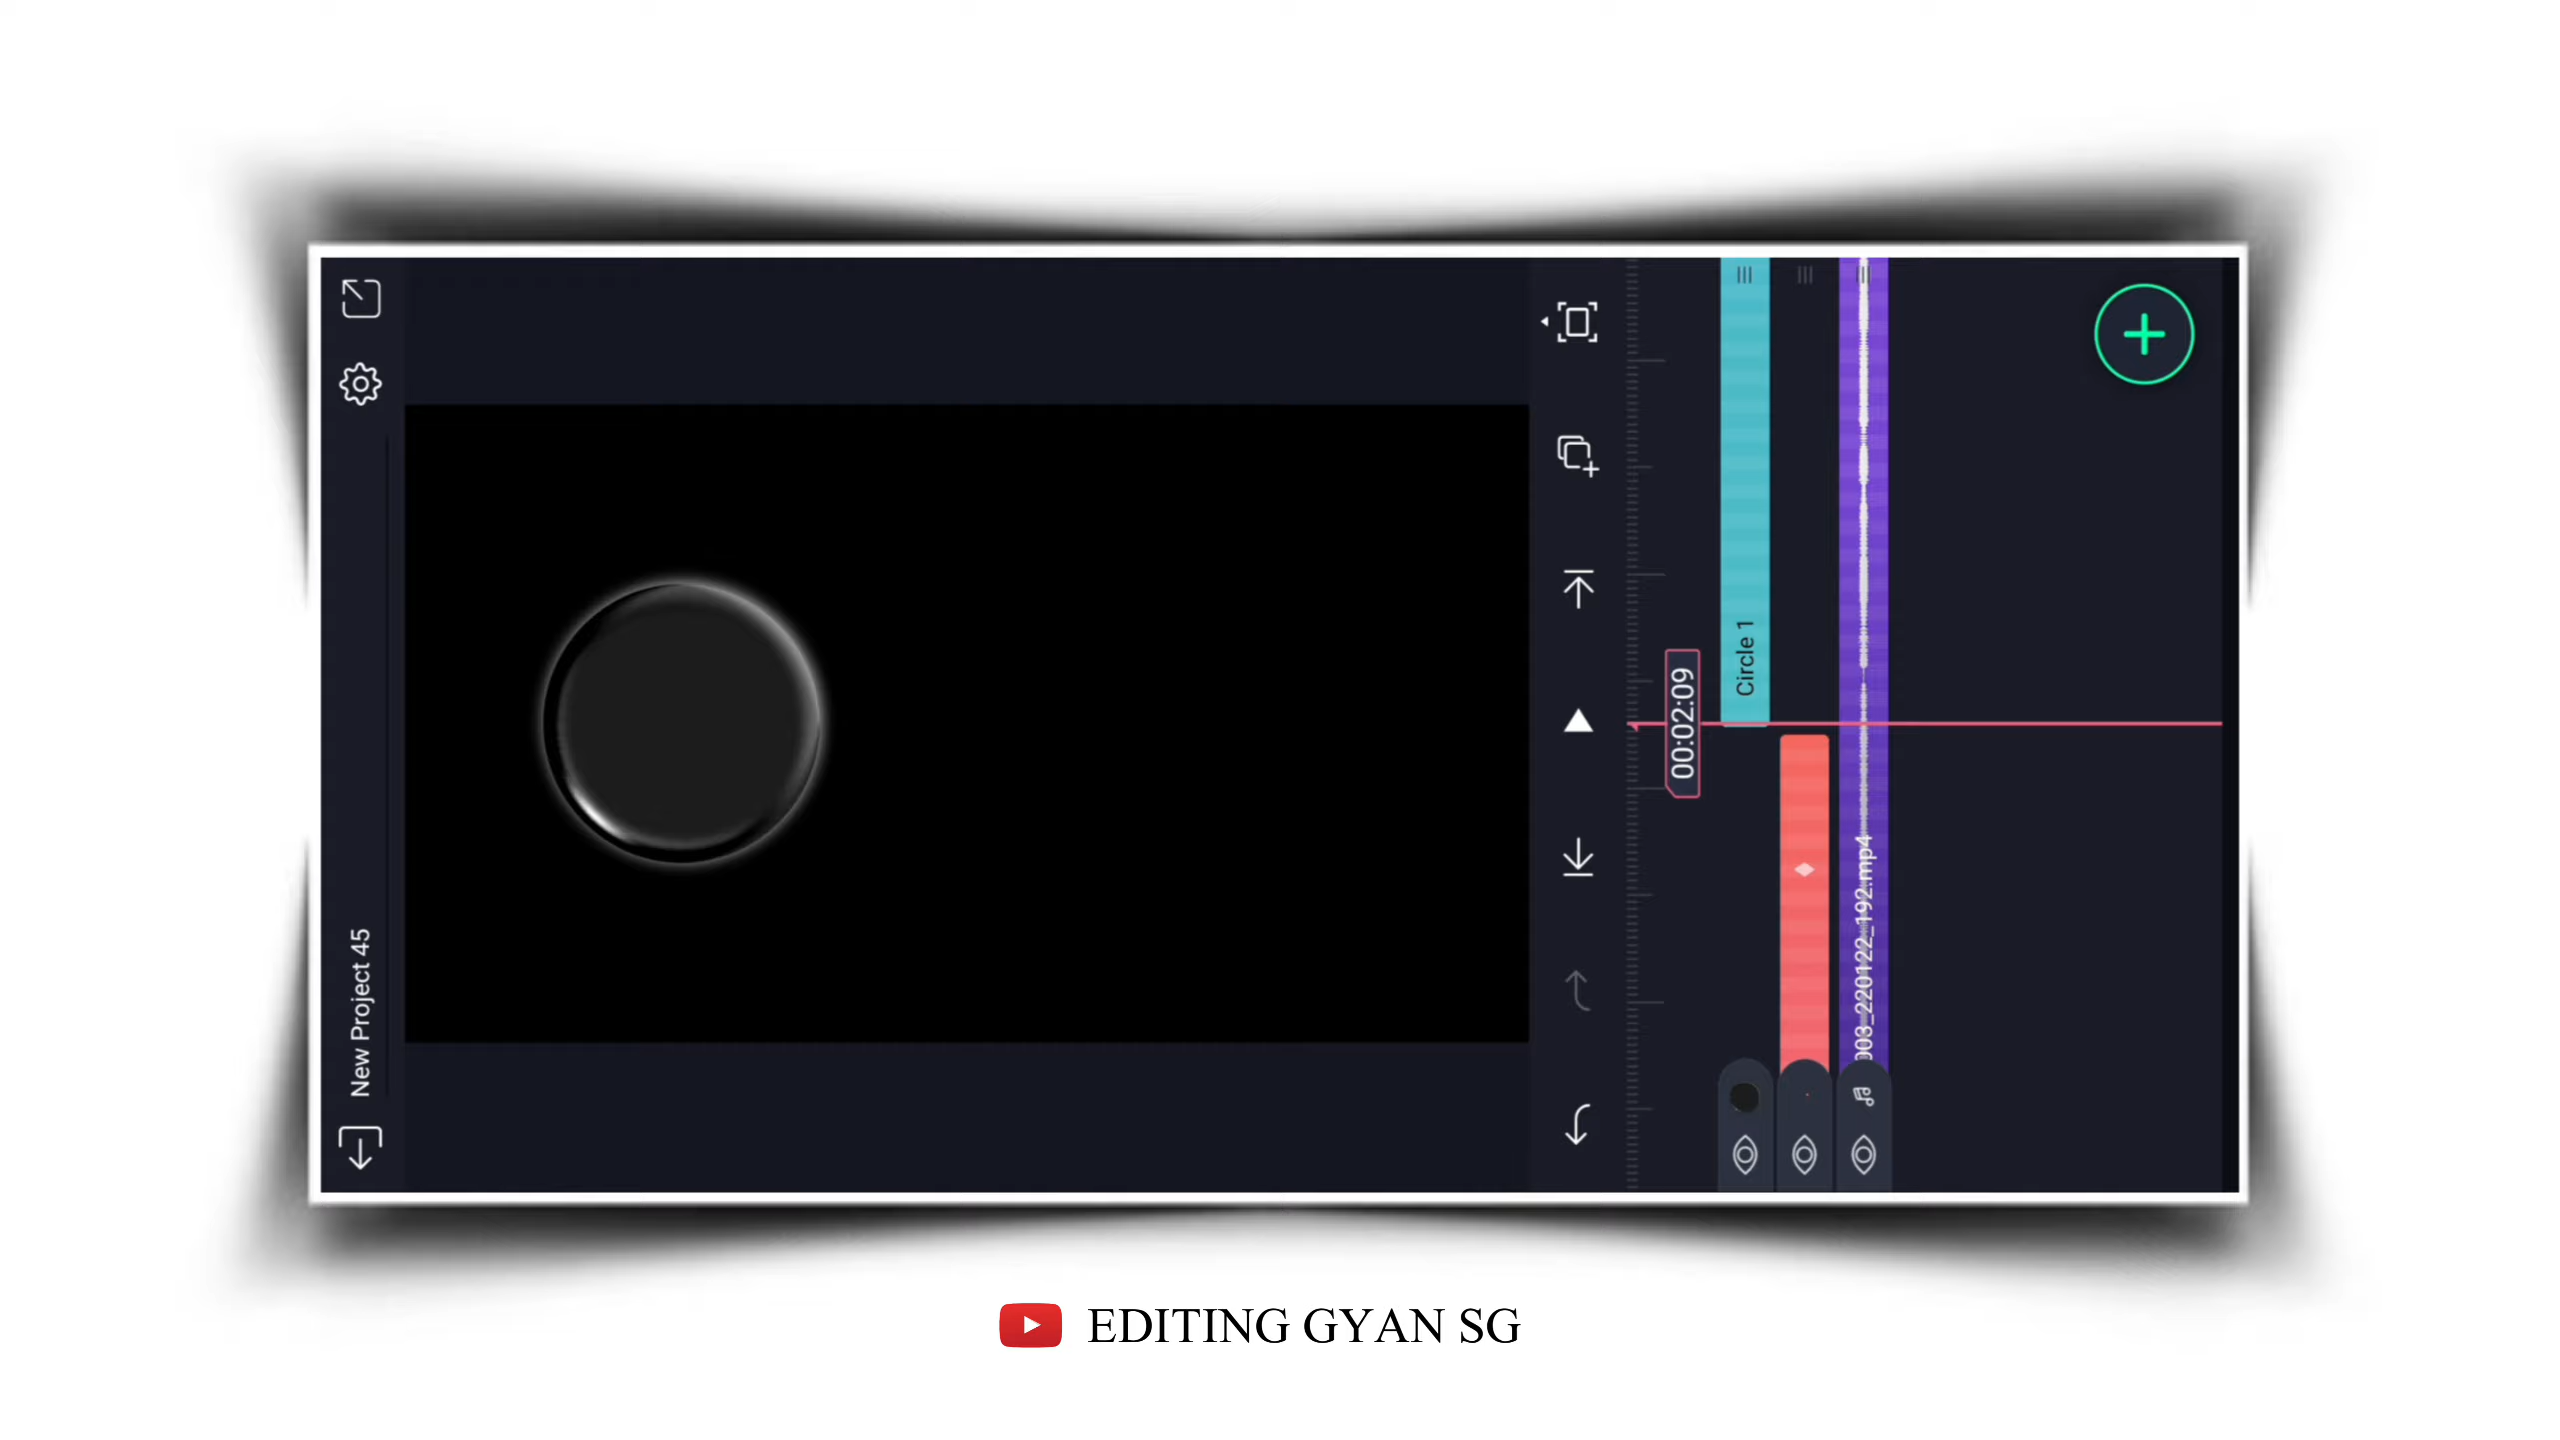 New Project 45
00:02:09
Circle 1
003_220122_192.mp4
EDITING GYAN SG